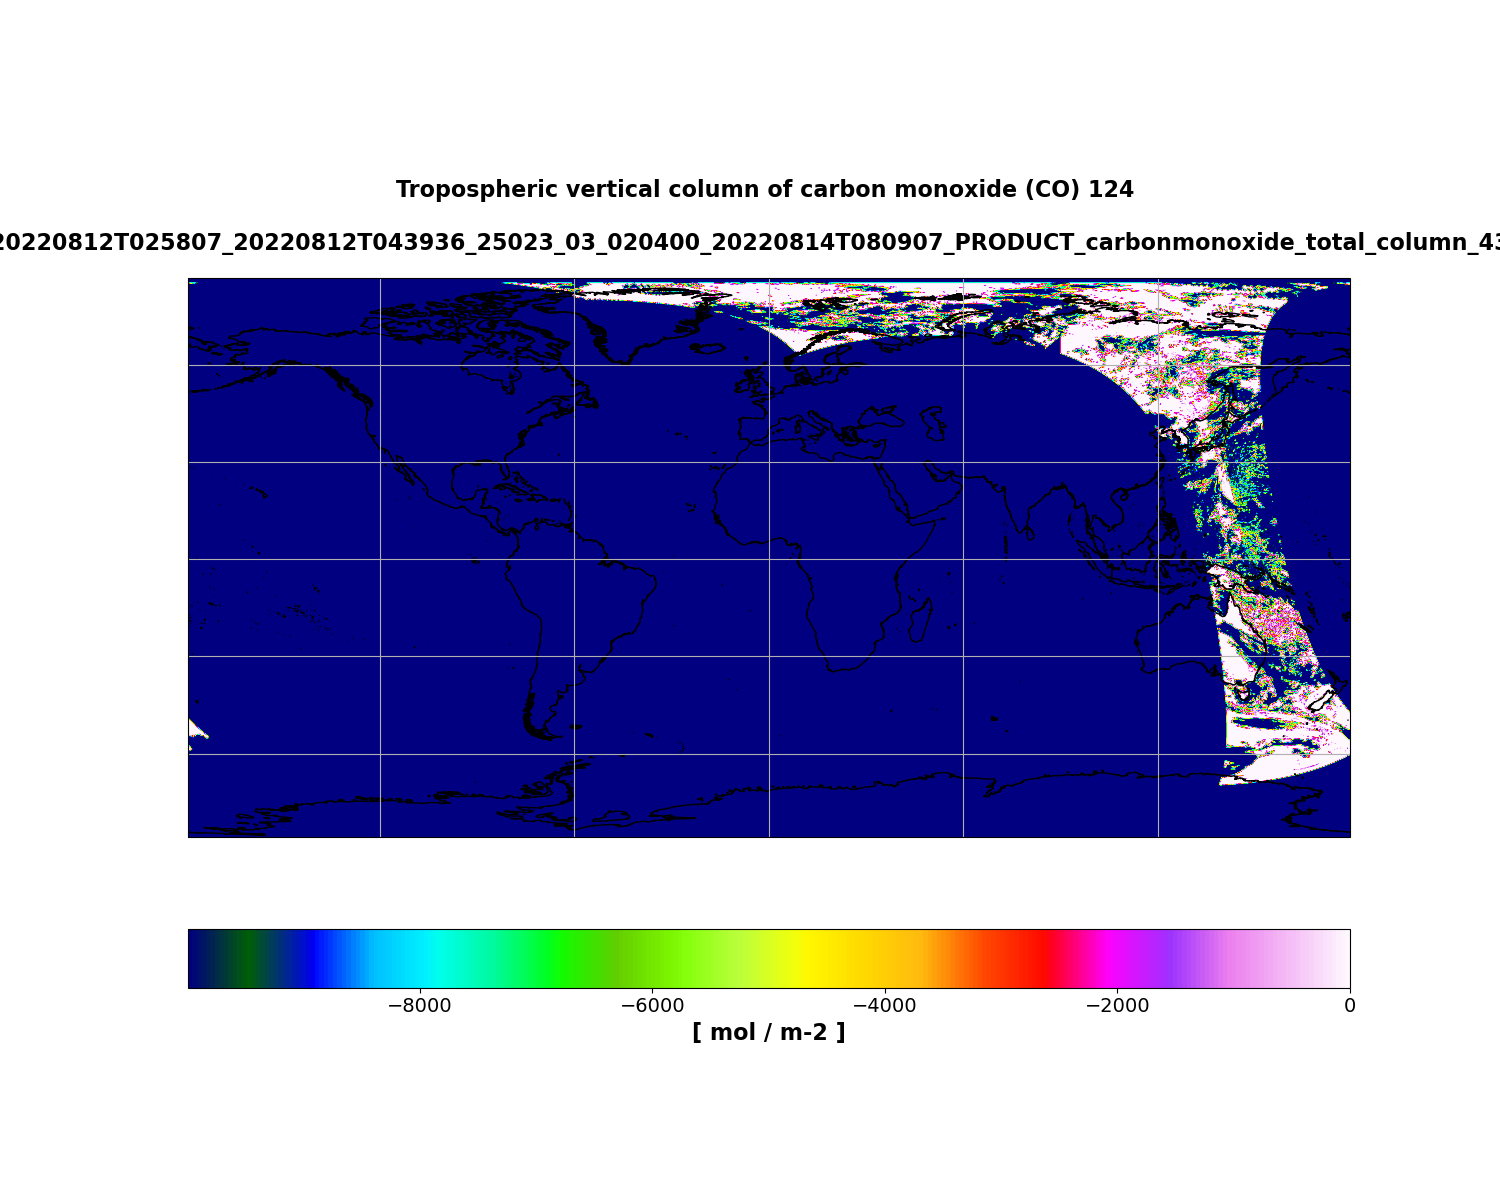 Tropospheric vertical column of carbon monoxide (CO) 124
20220812T025807_20220812T043936_25023_03_020400_20220814T080907_PRODUCT_carbonmonoxide_total_column_43
−8000 −6000 −4000 −2000 0
[ mol / m-2 ]